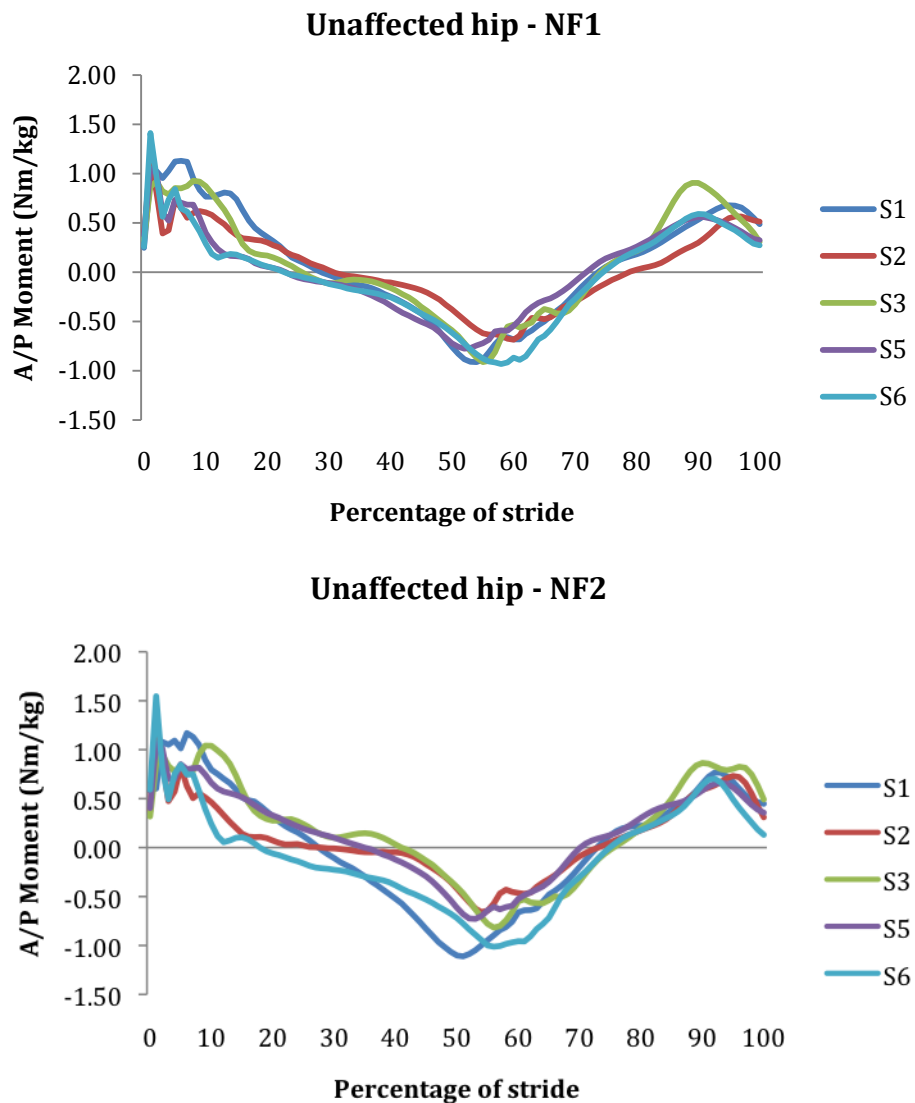 Unaffected hip - NF1
A/P Moment (Nm/kg)
2.00
1.50
1.00
0.50
0.00
-0.50
-1.00
-1.50
0 10 20 30 40 50 60 70 80 90 100
Percentage of stride
S1
S2
S3
S5
S6
Unaffected hip - NF2
A/P Moment (Nm/kg)
2.00
1.50
1.00
0.50
0.00
-0.50
-1.00
-1.50
0 10 20 30 40 50 60 70 80 90 100
Percentage of stride
S1
S2
S3
S5
S6